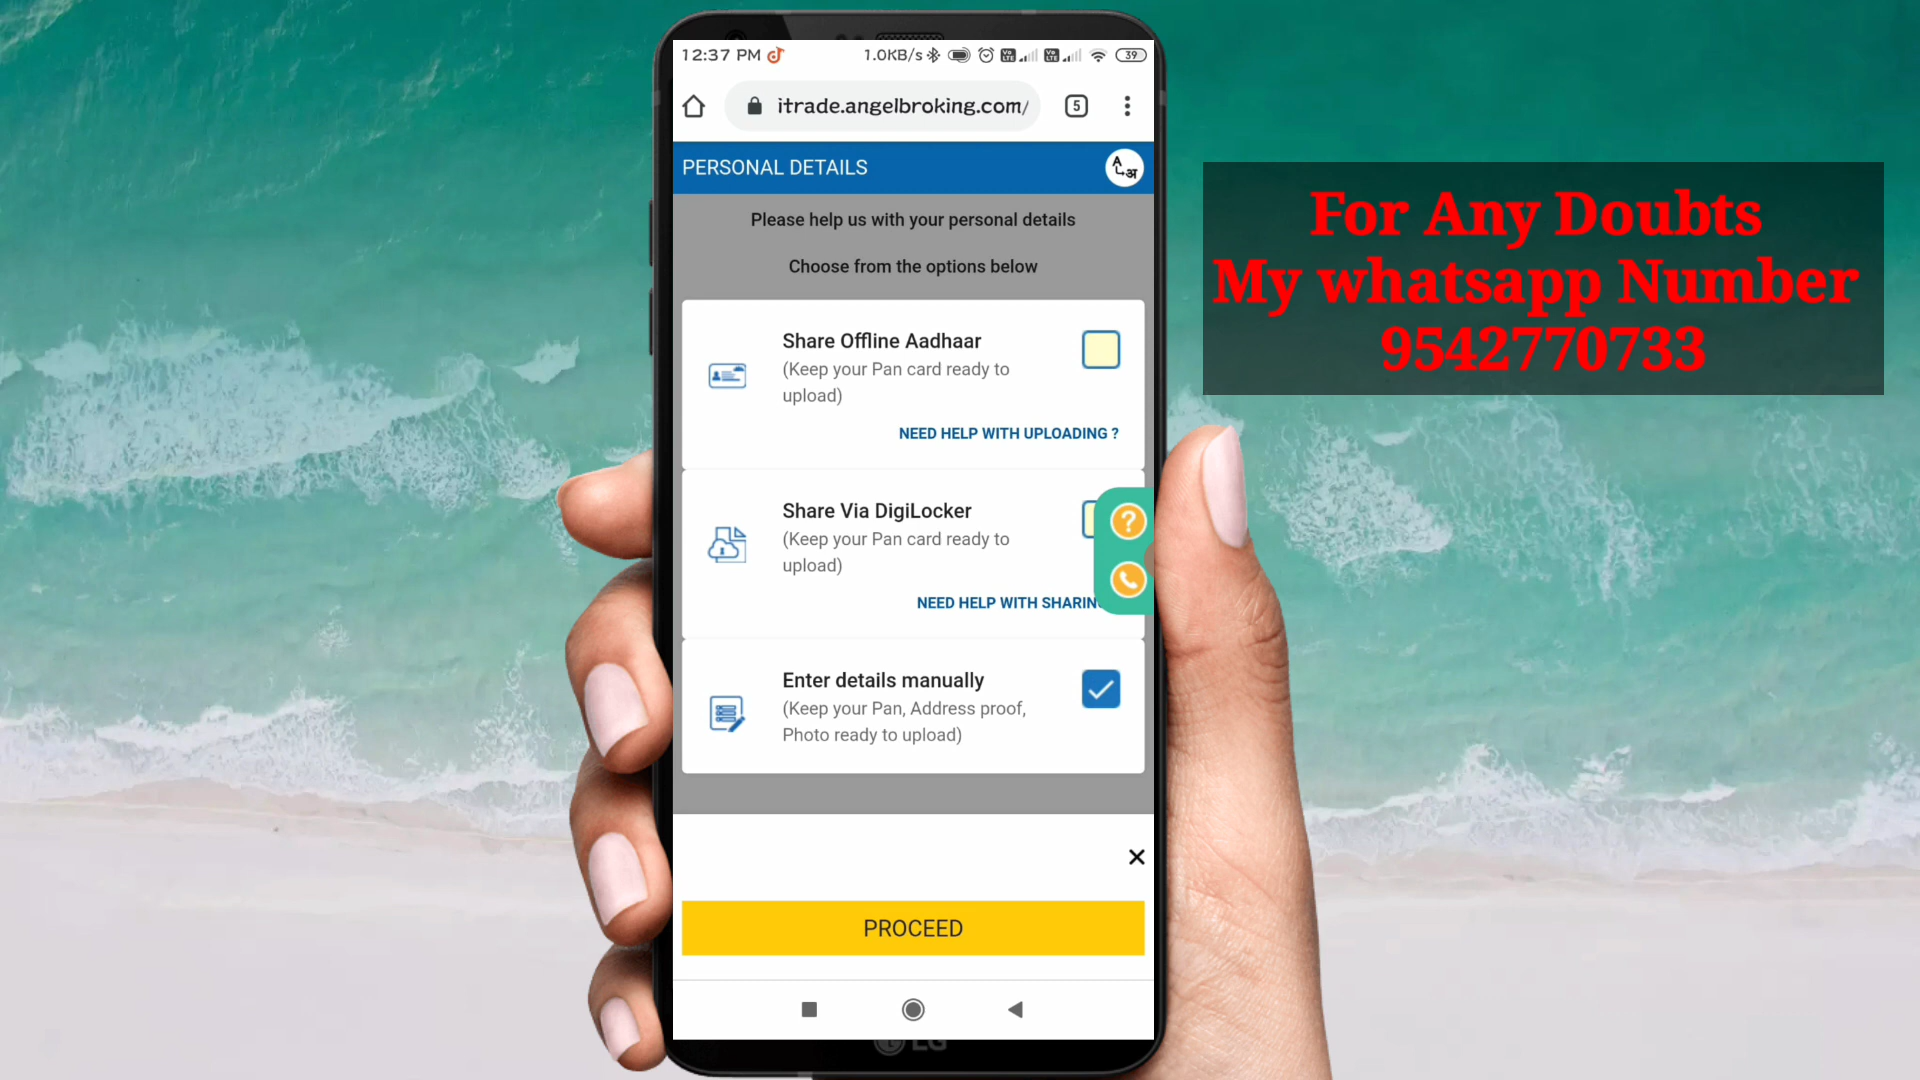 12:37 PM
1.0KB/s
39
itrade.angelbroking.com/
5
PERSONAL DETAILS
A
अ
Please help us with your personal details
Choose from the options below
Share Offline Aadhaar
(Keep your Pan card ready to
upload)
NEED HELP WITH UPLOADING ?
Share Via DigiLocker
(Keep your Pan card ready to
upload)
NEED HELP WITH SHARIN
Enter details manually
(Keep your Pan, Address proof,
Photo ready to upload)
PROCEED
LG
For Any Doubts
My whatsapp Number
9542770733